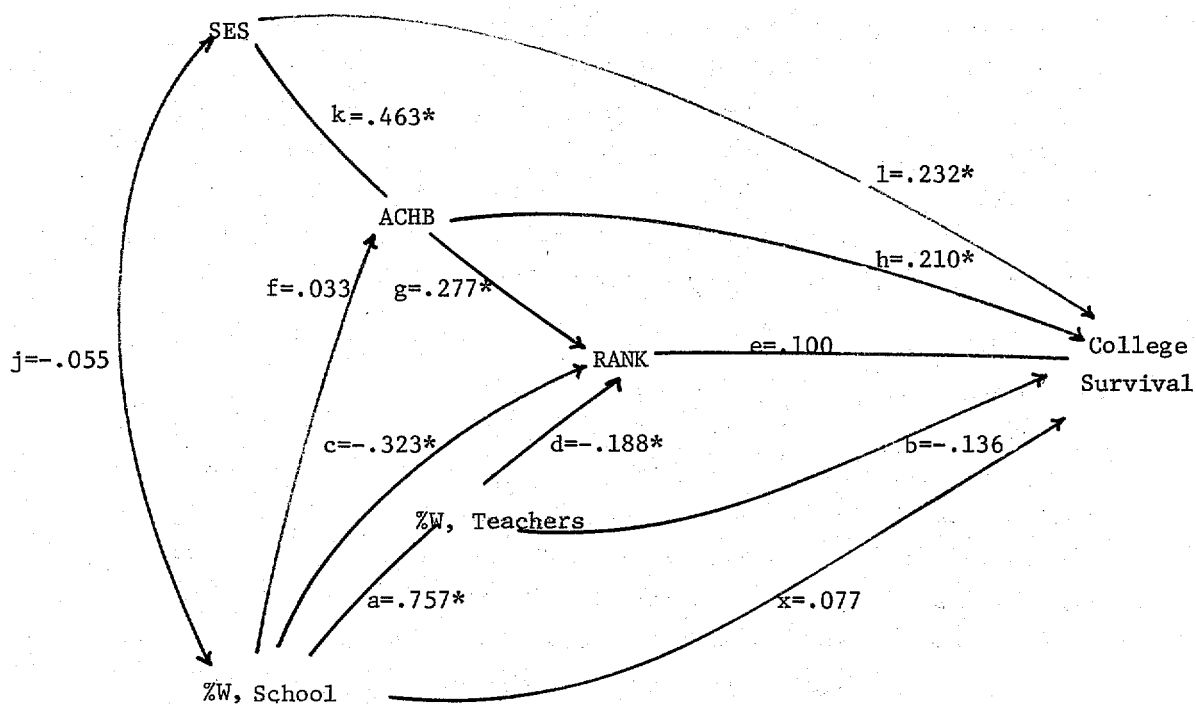 SES
k=.463*
l=.232*
ACHB
h=.210*
f=.033
g=.277*
j=-.055
RANK
e=.100
College
Survival
c=-.323*
d=-.188*
b=-.136
%W, Teachers
a=.757*
x=.077
%W, School